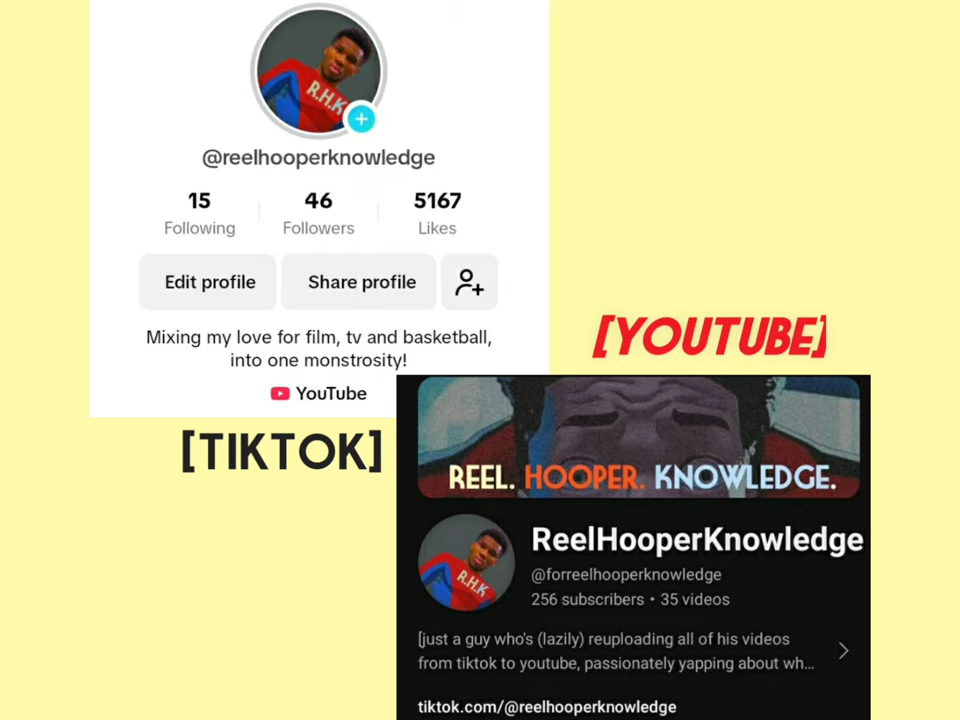 R.H.K
@reelhooperknowledge
15 46 5167
Following Followers Likes
Edit profile Share profile
Mixing my love for film, tv and basketball,
into one monstrosity!
YouTube
[TIKTOK]
[YOUTUBE]
REEL. HOOPER. KNOWLEDGE.
R.H.K
ReelHooperKnowledge
@forreelhooperknowledge
256 subscribers • 35 videos
[just a guy who's (lazily) reuploading all of his videos
from tiktok to youtube, passionately yapping about wh...
tiktok.com/@reelhooperknowledge